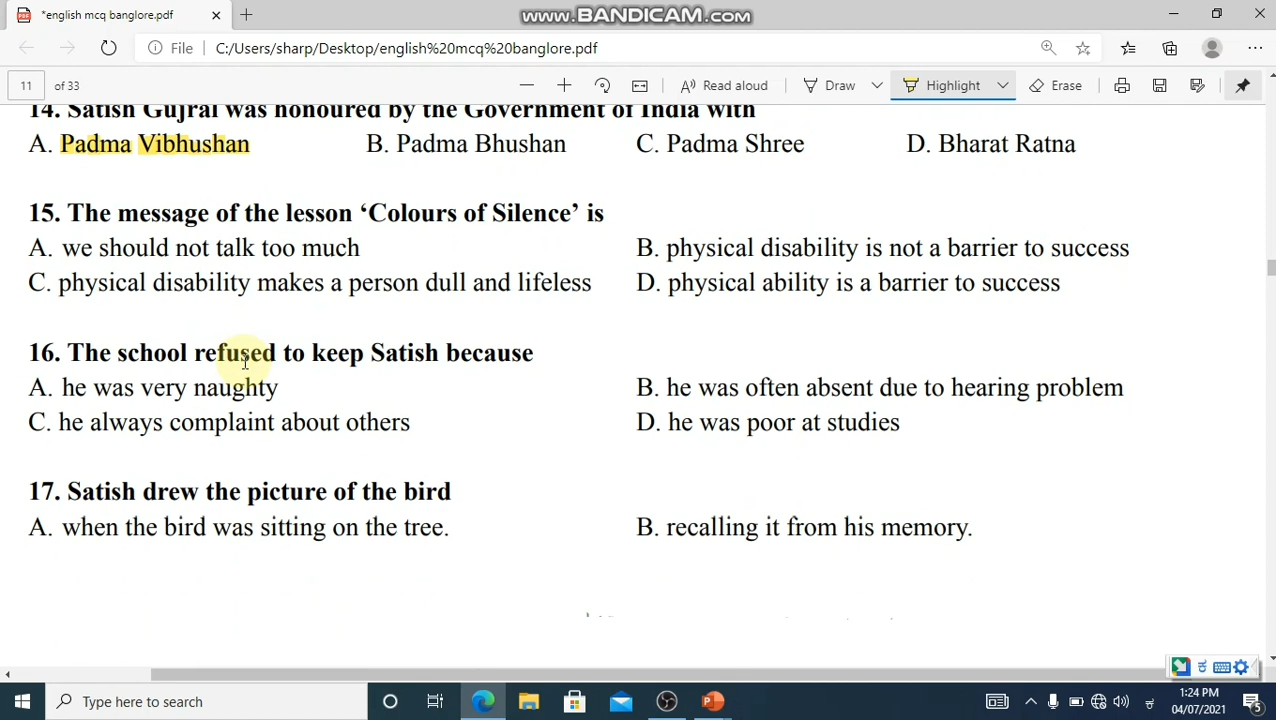 *english mcq banglore.pdf
www.BANDICAM.com
File C:/Users/sharp/Desktop/english%20mcq%20banglore.pdf
11 of 33
Read aloud Draw Highlight Erase
14. Satish Gujral was honoured by the Government of India with
A. Padma Vibhushan B. Padma Bhushan C. Padma Shree D. Bharat Ratna
15. The message of the lesson ‘Colours of Silence’ is
A. we should not talk too much B. physical disability is not a barrier to success
C. physical disability makes a person dull and lifeless D. physical ability is a barrier to success
16. The school refused to keep Satish because
A. he was very naughty B. he was often absent due to hearing problem
C. he always complaint about others D. he was poor at studies
17. Satish drew the picture of the bird
A. when the bird was sitting on the tree. B. recalling it from his memory.
Type here to search
1:24 PM
04/07/2021
5